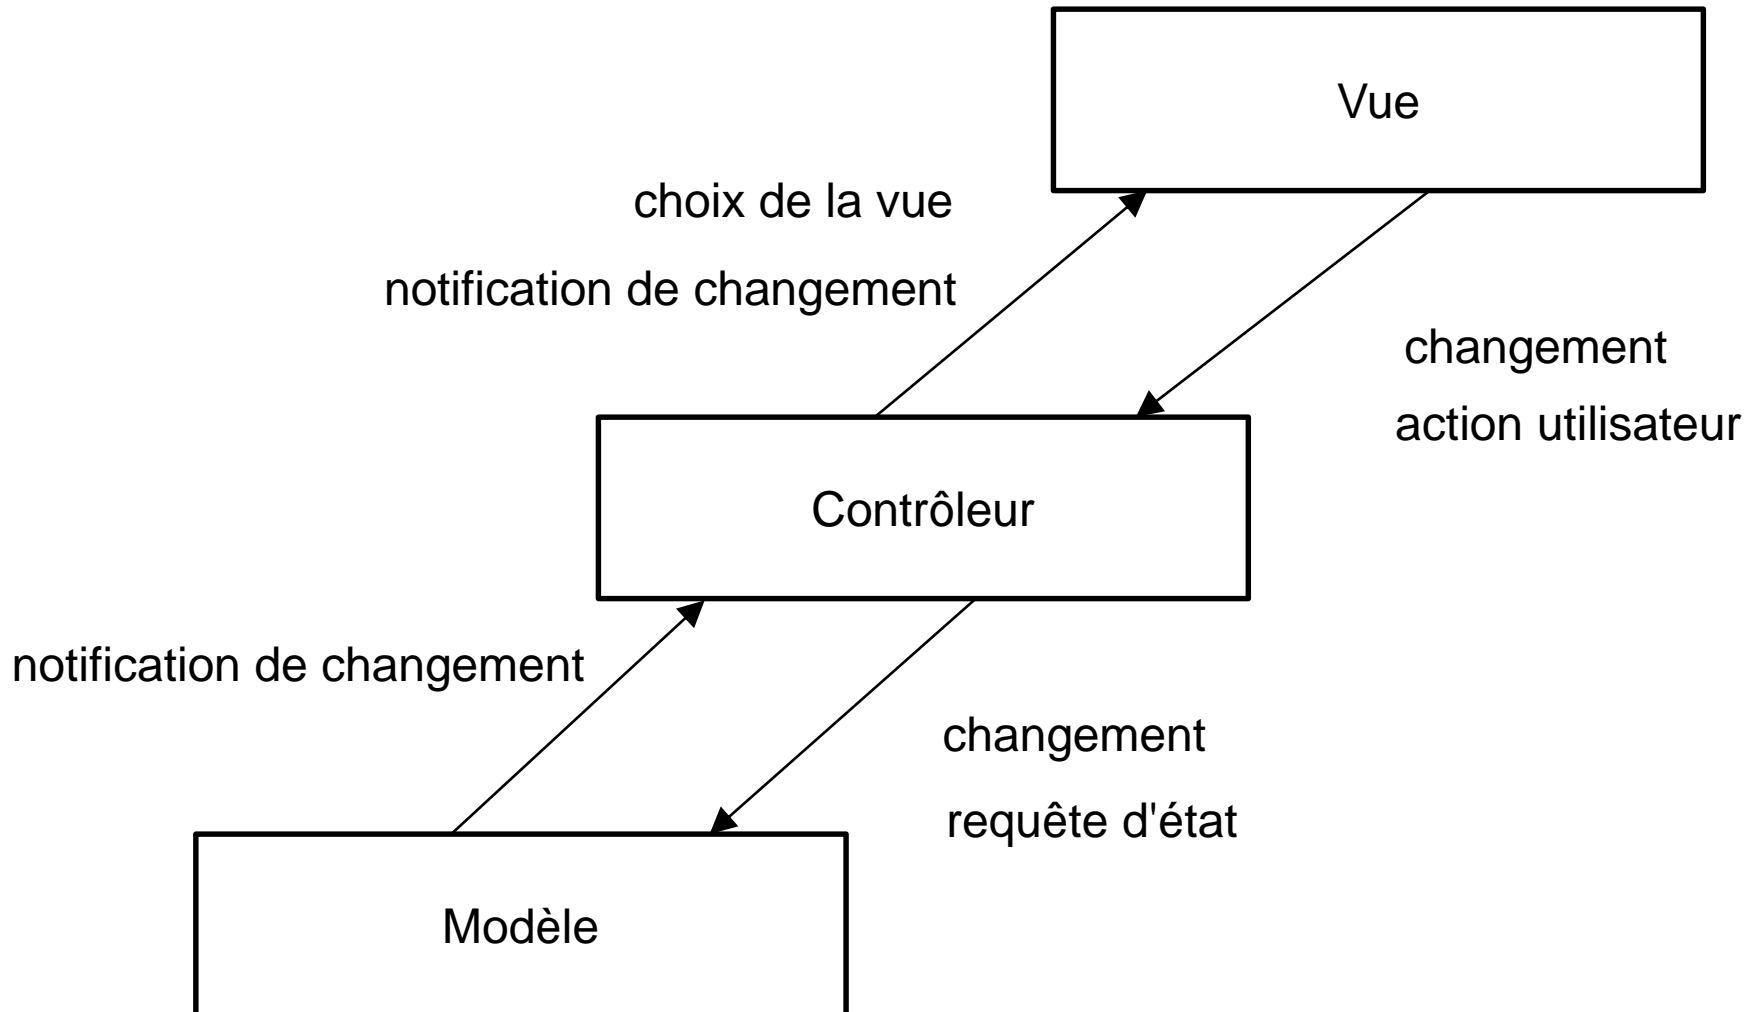 Vue
choix de la vue
notification de changement
changement
action utilisateur
Contrôleur
notification de changement
changement
requête d'état
Modèle